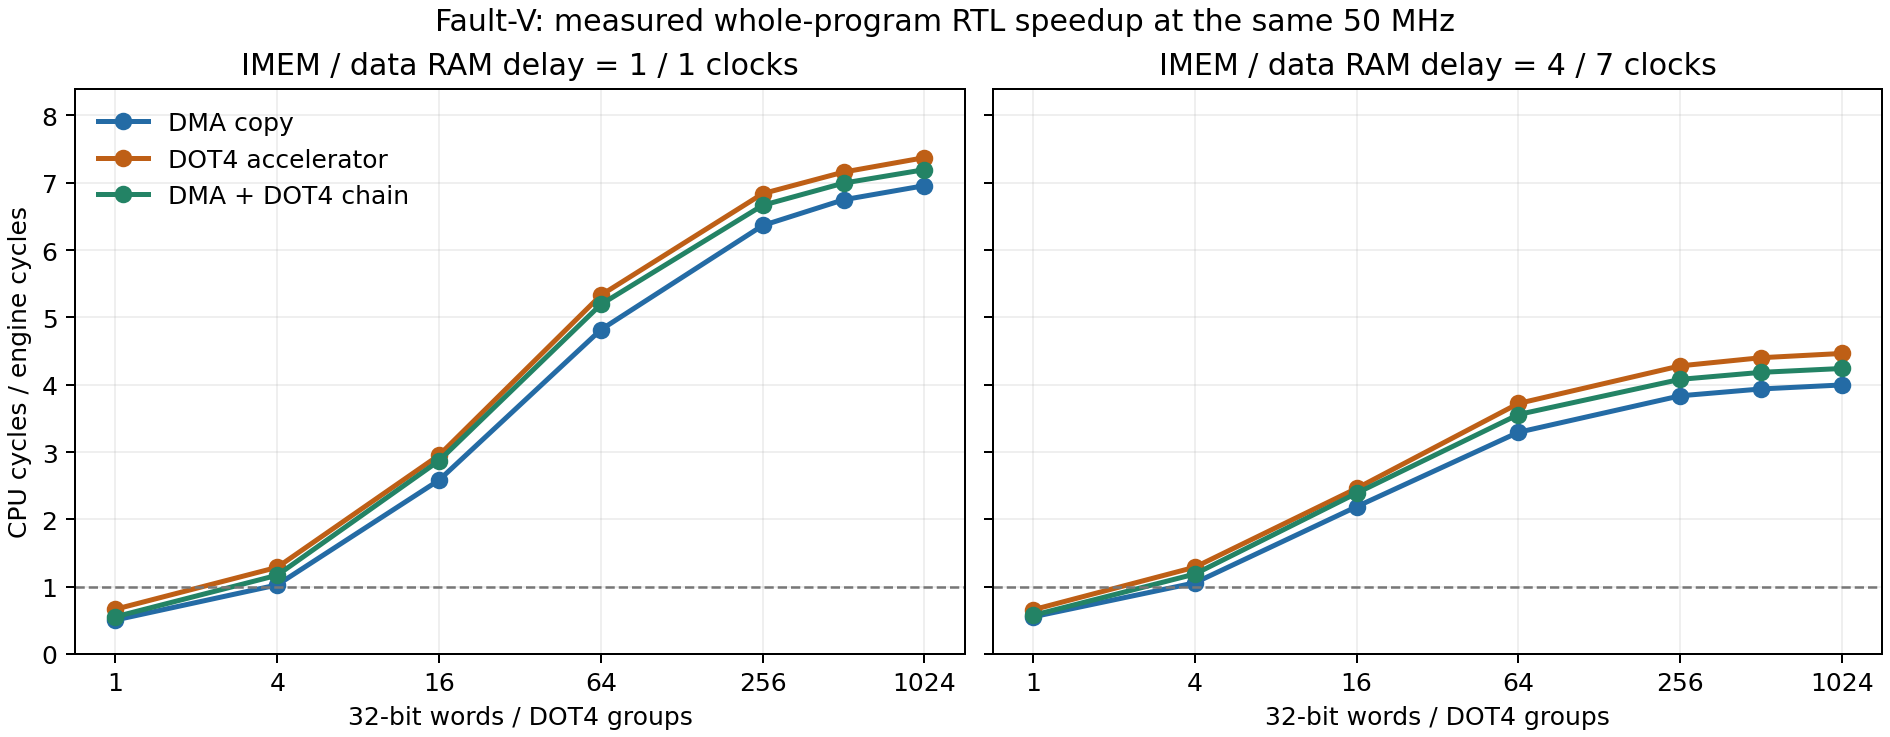 Fault-V: measured whole-program RTL speedup at the same 50 MHz
IMEM / data RAM delay = 1 / 1 clocks
DMA copy
DOT4 accelerator
DMA + DOT4 chain
CPU cycles / engine cycles
8
7
6
5
4
3
2
1
0
1 4 16 64 256 1024
32-bit words / DOT4 groups
IMEM / data RAM delay = 4 / 7 clocks
1 4 16 64 256 1024
32-bit words / DOT4 groups